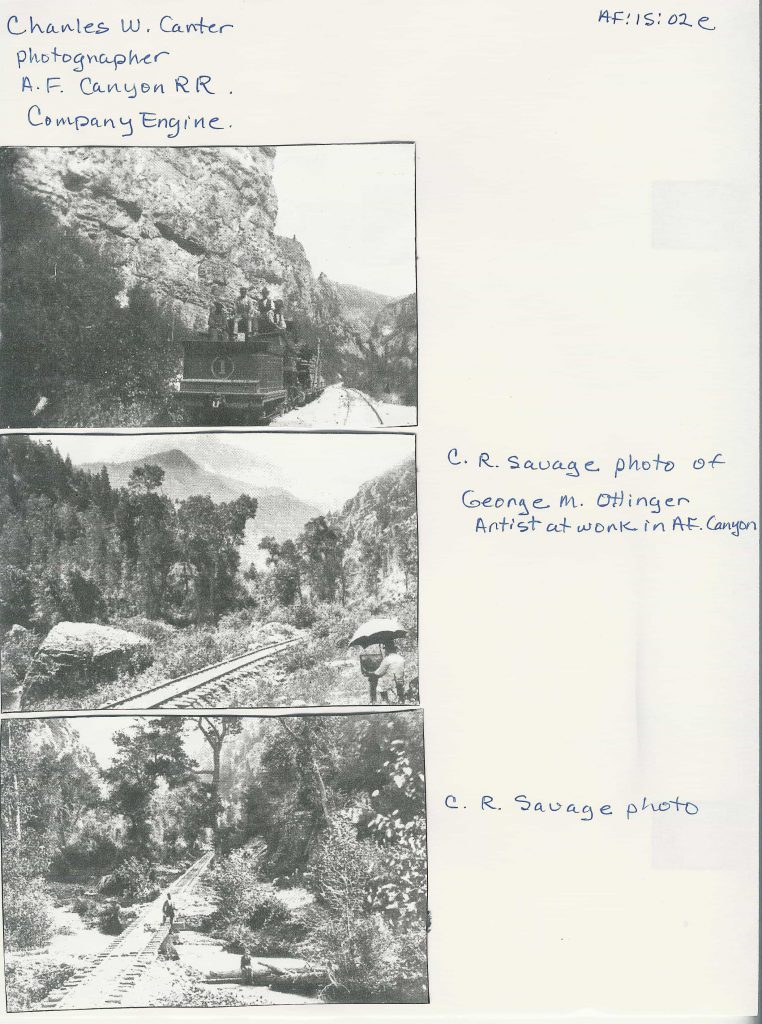 Charles W. Carter
photographer
A.F. Canyon RR.
Company Engine.
AF:15:02 e
1
C. R. Savage photo of
George M. Ottinger
Artist at work in A.F. Canyon
C. R. Savage photo